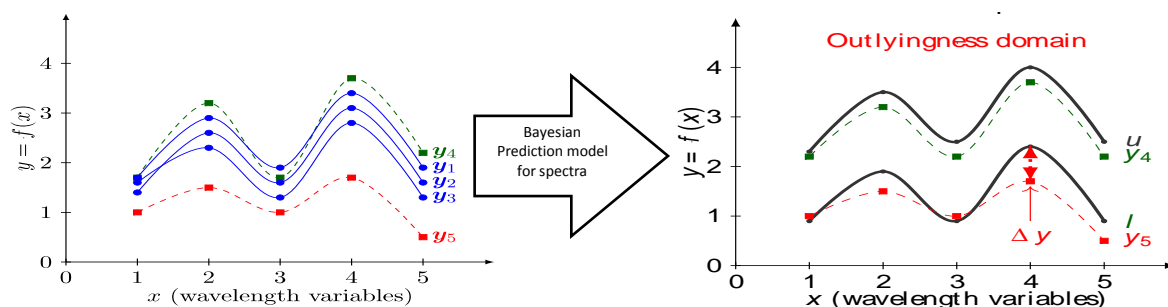 4
3
2
1
0
y = f(x)
0 1 2 3 4 5
x (wavelength variables)
y4
y1
y2
y3
y5
Bayesian
Prediction model
for spectra
Outlyingness domain
4
3
2
1
0
y = f (x)
u
y4
l
y5
Δ y
0 1 2 3 4 5
x (wavelength variables)